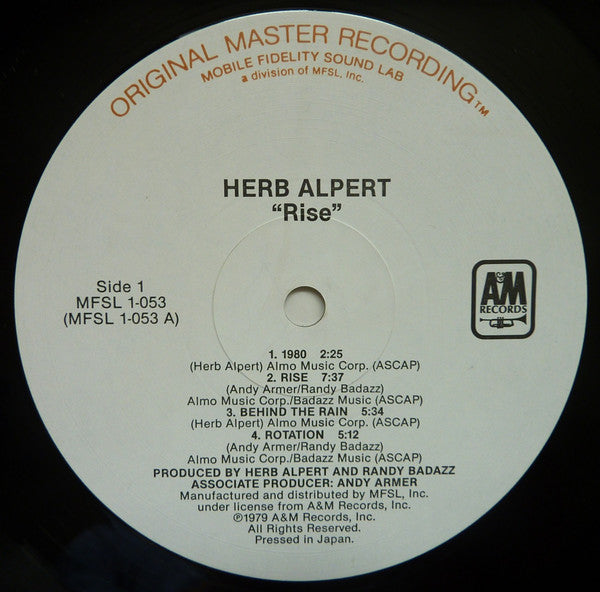 ORIGINAL MASTER RECORDING™
MOBILE FIDELITY SOUND LAB
a division of MFSL, Inc.
HERB ALPERT
“Rise”
Side 1
MFSL 1-053
(MFSL 1-053 A)
A&M
RECORDS
1. 1980 2:25
(Herb Alpert) Almo Music Corp. (ASCAP)
2. RISE 7:37
(Andy Armer/Randy Badazz)
Almo Music Corp./Badazz Music (ASCAP)
3. BEHIND THE RAIN 5:34
(Herb Alpert) Almo Music Corp. (ASCAP)
4. ROTATION 5:12
(Andy Armer/Randy Badazz)
Almo Music Corp./Badazz Music (ASCAP)
PRODUCED BY HERB ALPERT AND RANDY BADAZZ
ASSOCIATE PRODUCER: ANDY ARMER
Manufactured and distributed by MFSL, Inc.
under license from A&M Records, Inc.
℗1979 A&M Records, Inc.
All Rights Reserved.
Pressed in Japan.